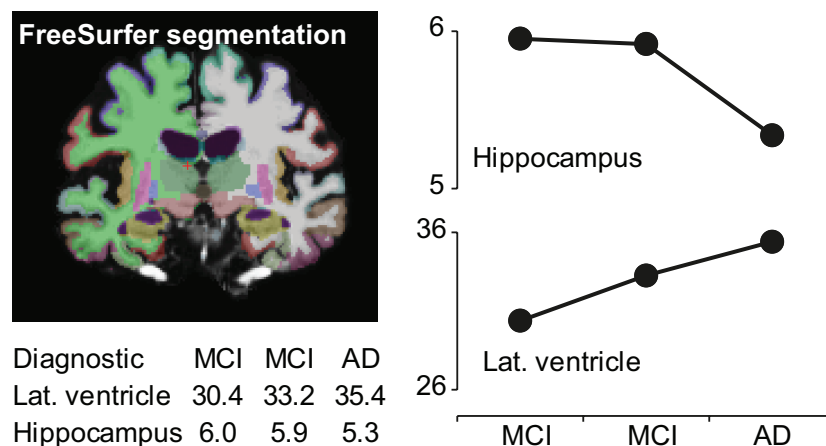 FreeSurfer segmentation
Diagnostic MCI MCI AD
Lat. ventricle 30.4 33.2 35.4
Hippocampus 6.0 5.9 5.3
6
Hippocampus
5
36
Lat. ventricle
26
MCI MCI AD